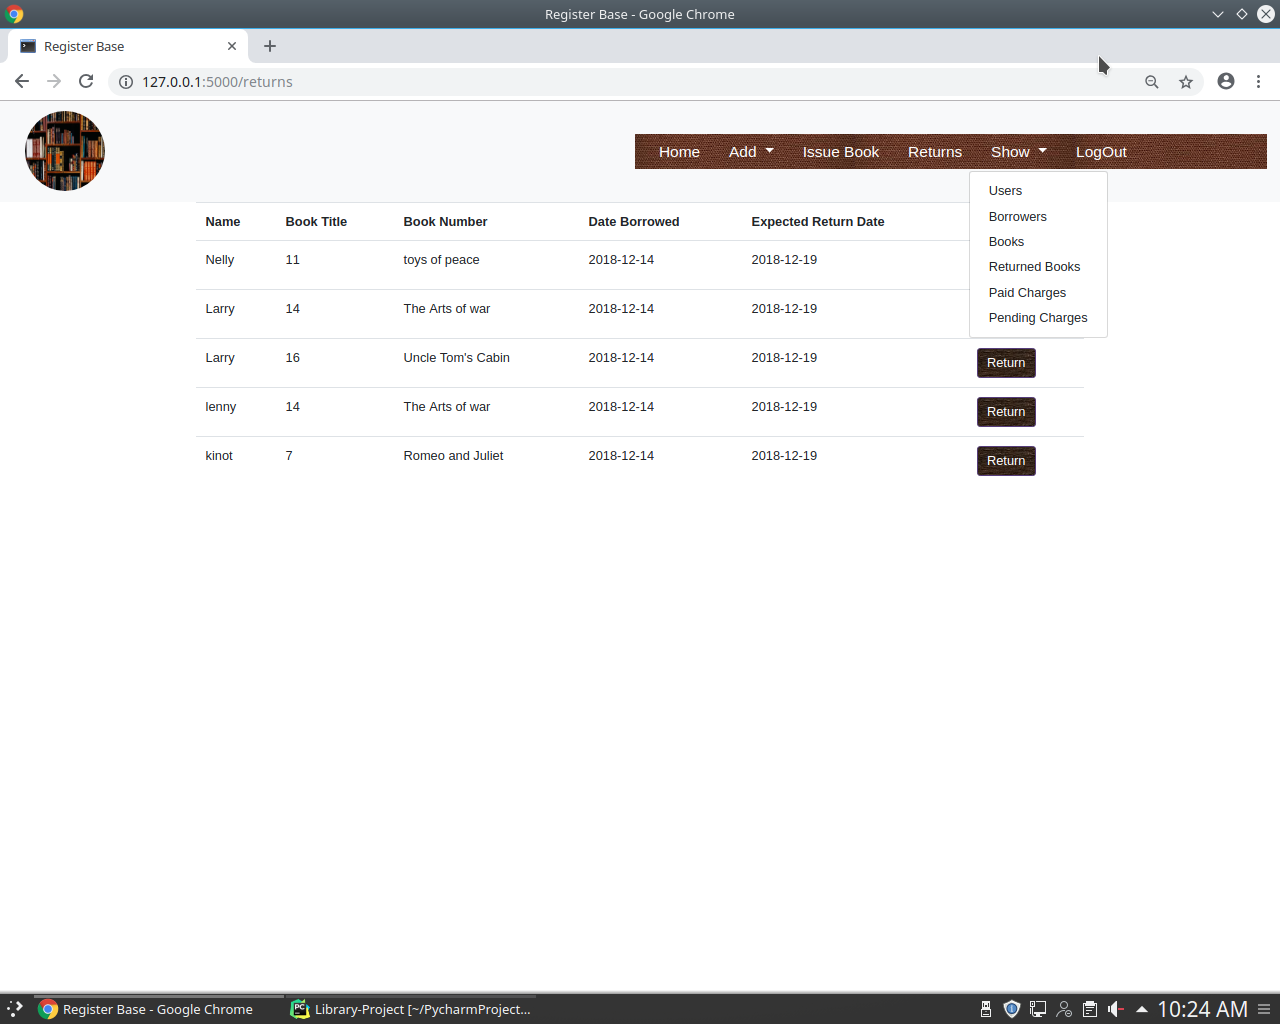 Register Base - Google Chrome
Register Base
127.0.0.1:5000/returns
Home Add Issue Book Returns Show LogOut
Users
Borrowers
Books
Returned Books
Paid Charges
Pending Charges
Name Book Title Book Number Date Borrowed Expected Return Date
Nelly 11 toys of peace 2018-12-14 2018-12-19
Larry 14 The Arts of war 2018-12-14 2018-12-19
Larry 16 Uncle Tom's Cabin 2018-12-14 2018-12-19 Return
lenny 14 The Arts of war 2018-12-14 2018-12-19 Return
kinot 7 Romeo and Juliet 2018-12-14 2018-12-19 Return
Register Base - Google Chrome PC Library-Project [~/PycharmProject... 10:24 AM